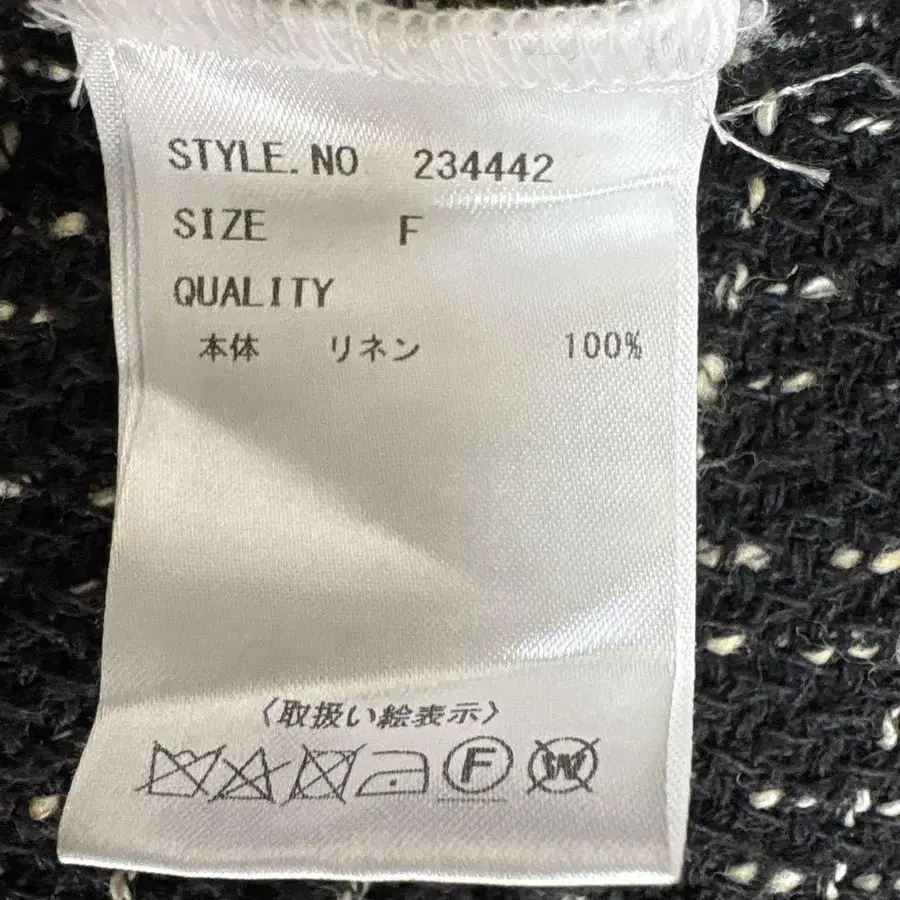 STYLE.NO 234442
SIZE F
QUALITY
本体 リネン 100%
〈取扱い絵表示〉
F W